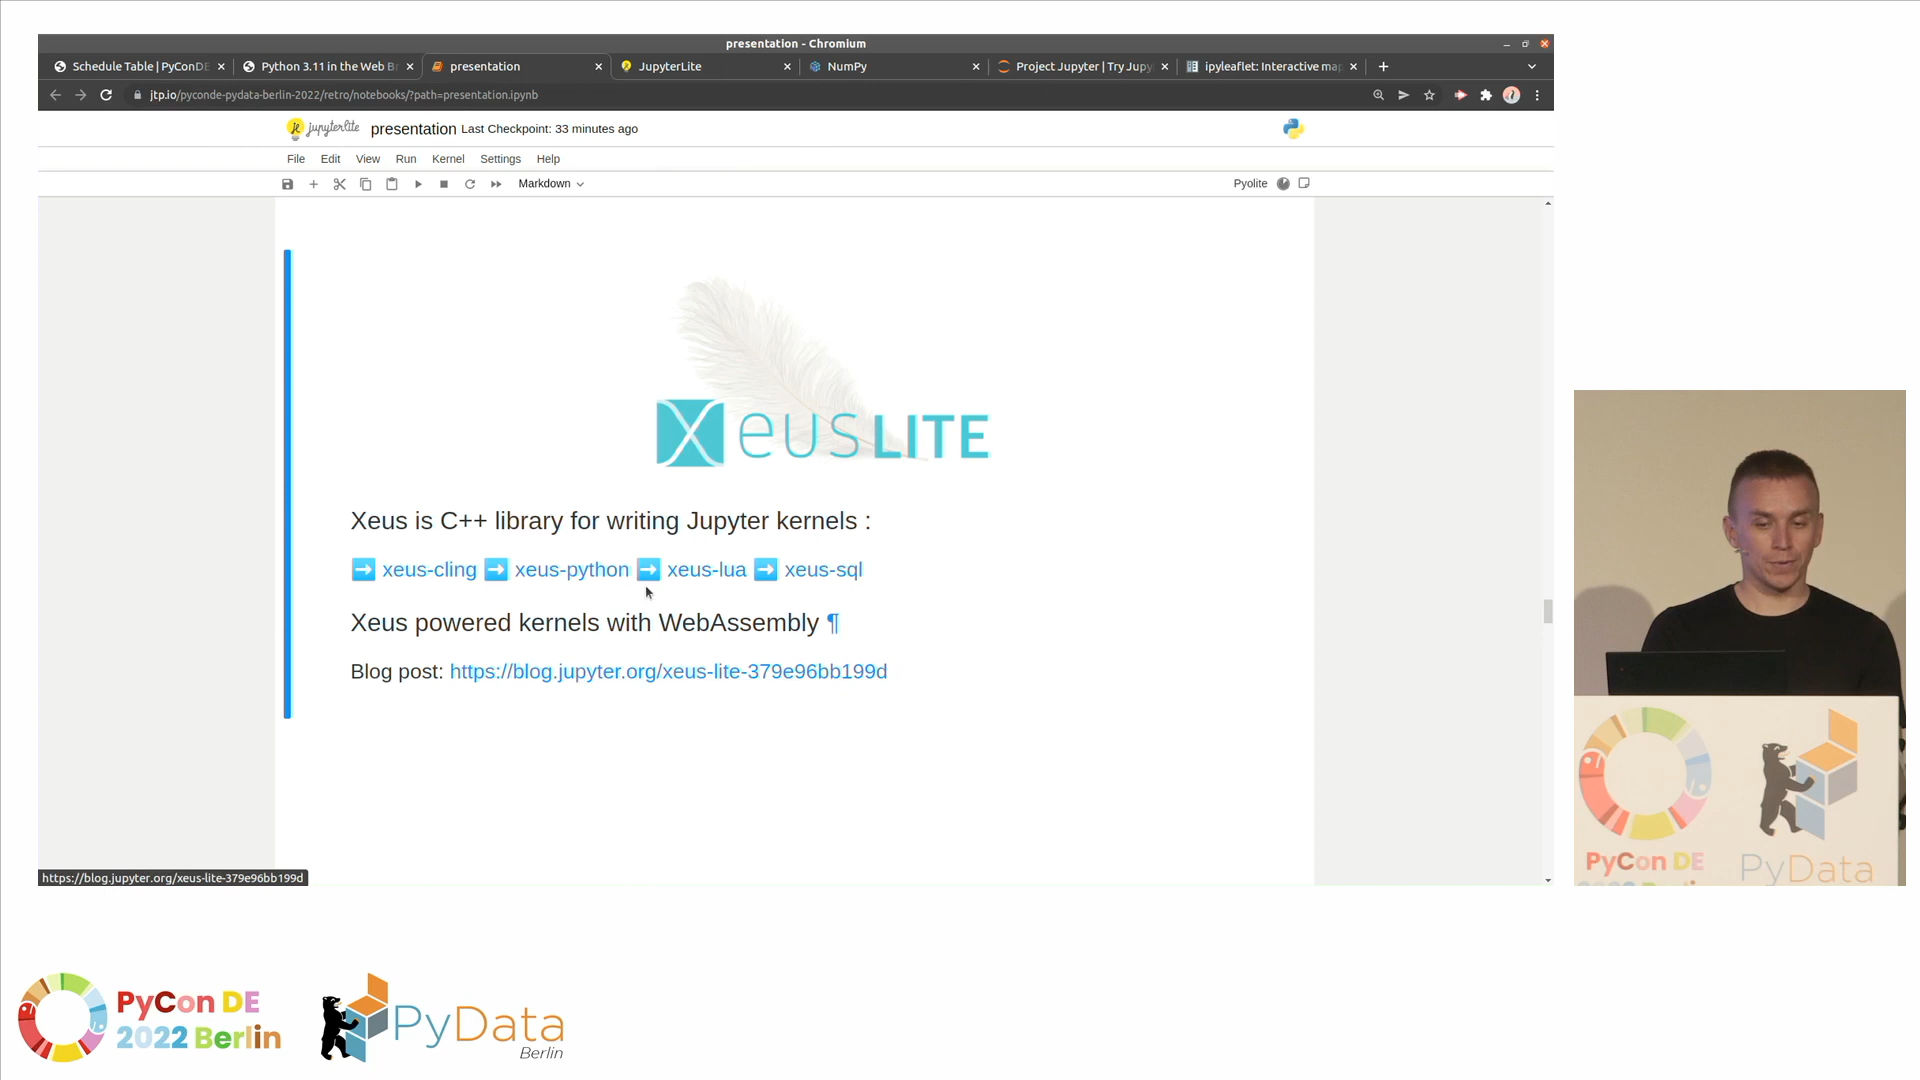 presentation - Chromium
Schedule Table | PyConDE
Python 3.11 in the Web B
presentation
JupyterLite
NumPy
Project Jupyter | Try Jupy
ipyleaflet: Interactive ma
jtp.io/pyconde-pydata-berlin-2022/retro/notebooks/?path=presentation.ipynb
jupyterlite presentation Last Checkpoint: 33 minutes ago
File Edit View Run Kernel Settings Help
Markdown
Pyolite
XeusLITE
Xeus is C++ library for writing Jupyter kernels :
➡️ xeus-cling ➡️ xeus-python ➡️ xeus-lua ➡️ xeus-sql
Xeus powered kernels with WebAssembly ¶
Blog post: https://blog.jupyter.org/xeus-lite-379e96bb199d
https://blog.jupyter.org/xeus-lite-379e96bb199d
PyCon DE
PyData
PyCon DE
2022 Berlin
PyData
Berlin